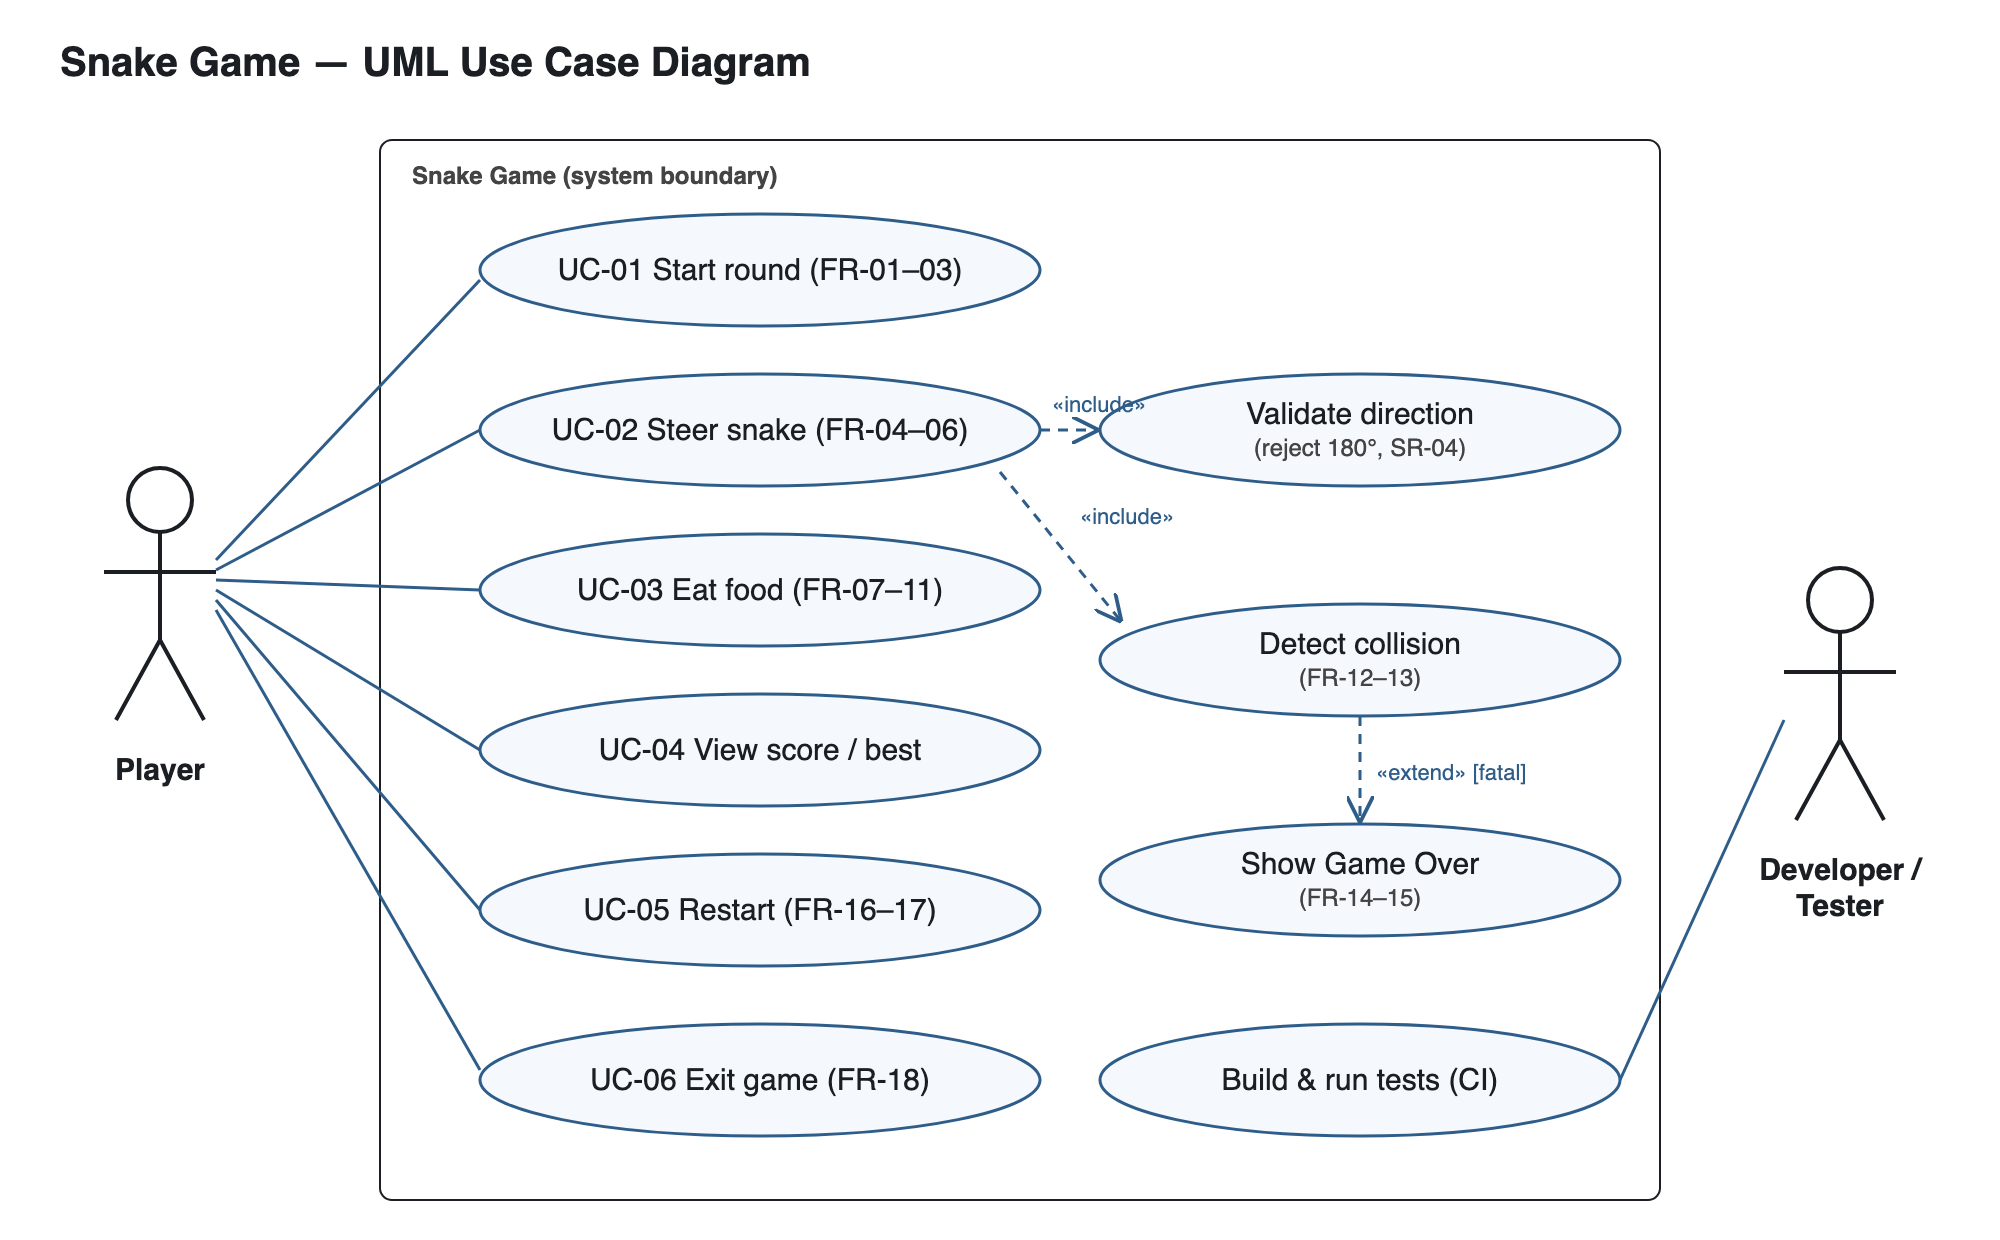 Snake Game — UML Use Case Diagram
Snake Game (system boundary)
UC-01 Start round (FR-01–03)
UC-02 Steer snake (FR-04–06)
«include»
Validate direction
(reject 180°, SR-04)
«include»
UC-03 Eat food (FR-07–11)
Detect collision
(FR-12–13)
UC-04 View score / best
«extend» [fatal]
Player
Show Game Over
(FR-14–15)
Developer /
Tester
UC-05 Restart (FR-16–17)
UC-06 Exit game (FR-18)
Build & run tests (CI)